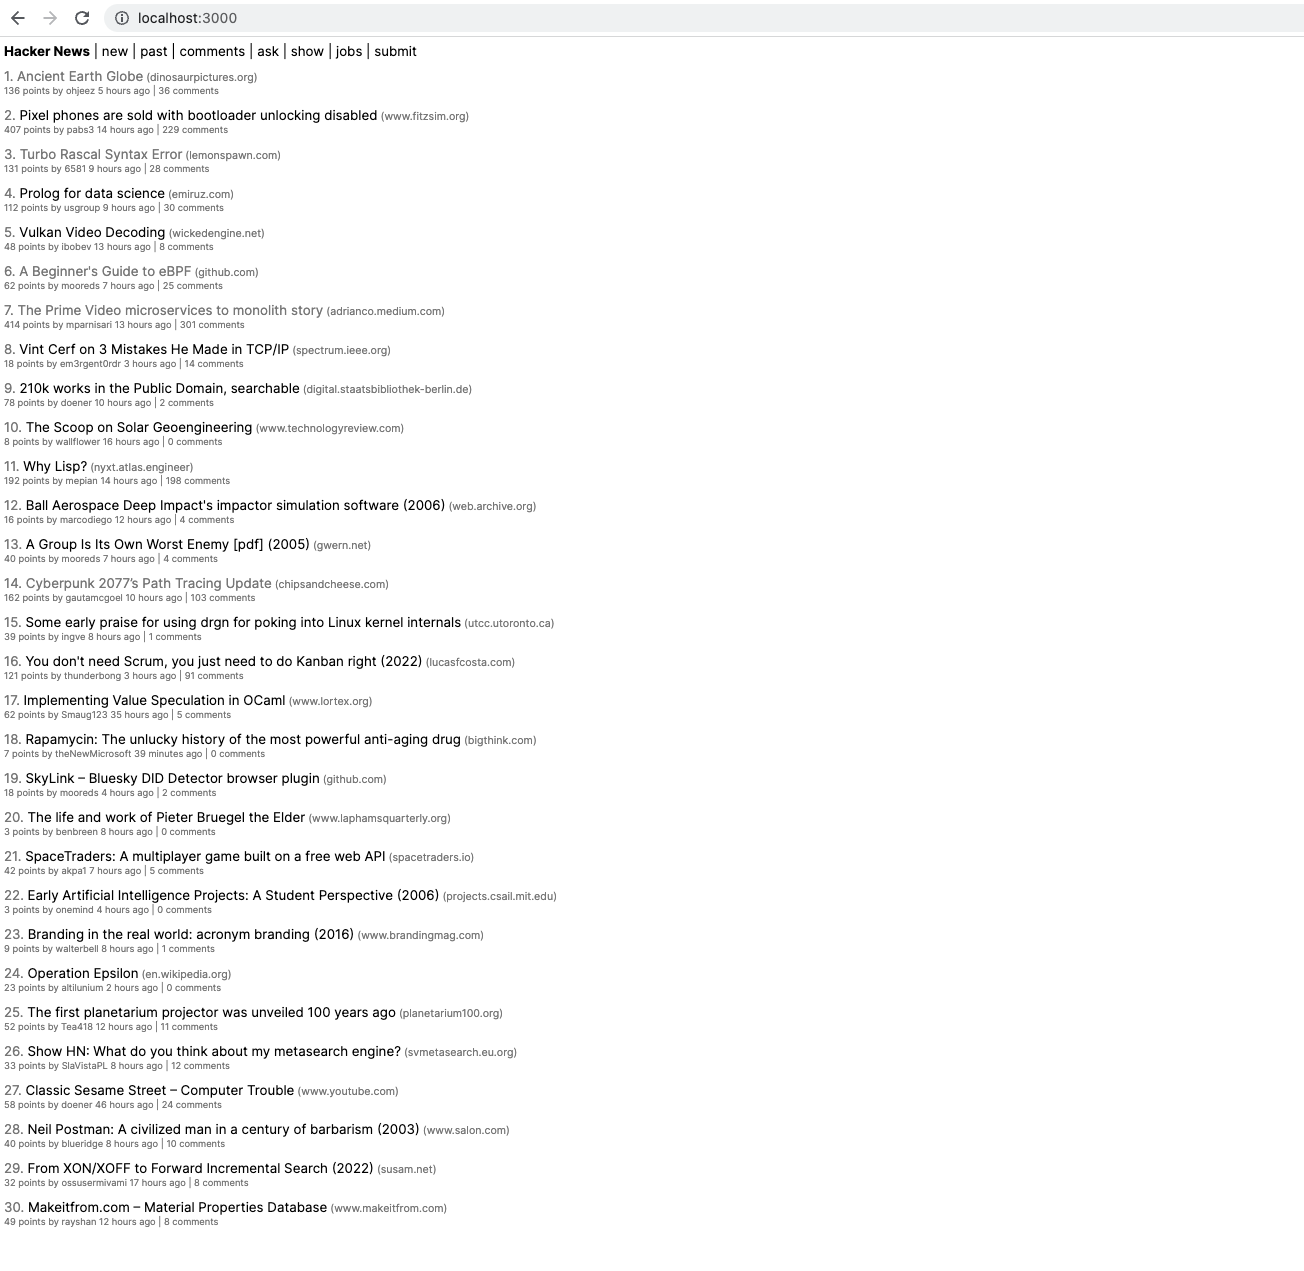 localhost:3000
Hacker News | new | past | comments | ask | show | jobs | submit
1. Ancient Earth Globe (dinosaurpictures.org)
136 points by ohjeez 5 hours ago | 36 comments
2. Pixel phones are sold with bootloader unlocking disabled (www.fitzsim.org)
407 points by pabs3 14 hours ago | 229 comments
3. Turbo Rascal Syntax Error (lemonspawn.com)
131 points by 6581 9 hours ago | 28 comments
4. Prolog for data science (emiruz.com)
112 points by usgroup 9 hours ago | 30 comments
5. Vulkan Video Decoding (wickedengine.net)
48 points by ibobev 13 hours ago | 8 comments
6. A Beginner's Guide to eBPF (github.com)
62 points by mooreds 7 hours ago | 25 comments
7. The Prime Video microservices to monolith story (adrianco.medium.com)
414 points by mparnisari 13 hours ago | 301 comments
8. Vint Cerf on 3 Mistakes He Made in TCP/IP (spectrum.ieee.org)
18 points by em3rgent0rdr 3 hours ago | 14 comments
9. 210k works in the Public Domain, searchable (digital.staatsbibliothek-berlin.de)
78 points by doener 10 hours ago | 2 comments
10. The Scoop on Solar Geoengineering (www.technologyreview.com)
8 points by wallflower 16 hours ago | 0 comments
11. Why Lisp? (nyxt.atlas.engineer)
192 points by mepian 14 hours ago | 198 comments
12. Ball Aerospace Deep Impact's impactor simulation software (2006) (web.archive.org)
16 points by marcodiego 12 hours ago | 4 comments
13. A Group Is Its Own Worst Enemy [pdf] (2005) (gwern.net)
40 points by mooreds 7 hours ago | 4 comments
14. Cyberpunk 2077’s Path Tracing Update (chipsandcheese.com)
162 points by gautamcgoel 10 hours ago | 103 comments
15. Some early praise for using drgn for poking into Linux kernel internals (utcc.utoronto.ca)
39 points by ingve 8 hours ago | 1 comments
16. You don't need Scrum, you just need to do Kanban right (2022) (lucasfcosta.com)
121 points by thunderbong 3 hours ago | 91 comments
17. Implementing Value Speculation in OCaml (www.lortex.org)
62 points by Smaug123 35 hours ago | 5 comments
18. Rapamycin: The unlucky history of the most powerful anti-aging drug (bigthink.com)
7 points by theNewMicrosoft 39 minutes ago | 0 comments
19. SkyLink – Bluesky DID Detector browser plugin (github.com)
18 points by mooreds 4 hours ago | 2 comments
20. The life and work of Pieter Bruegel the Elder (www.laphamsquarterly.org)
3 points by benbreen 8 hours ago | 0 comments
21. SpaceTraders: A multiplayer game built on a free web API (spacetraders.io)
42 points by akpa1 7 hours ago | 5 comments
22. Early Artificial Intelligence Projects: A Student Perspective (2006) (projects.csail.mit.edu)
3 points by onemind 4 hours ago | 0 comments
23. Branding in the real world: acronym branding (2016) (www.brandingmag.com)
9 points by walterbell 8 hours ago | 1 comments
24. Operation Epsilon (en.wikipedia.org)
23 points by altilunium 2 hours ago | 0 comments
25. The first planetarium projector was unveiled 100 years ago (planetarium100.org)
52 points by Tea418 12 hours ago | 11 comments
26. Show HN: What do you think about my metasearch engine? (svmetasearch.eu.org)
33 points by SlaVistaPL 8 hours ago | 12 comments
27. Classic Sesame Street – Computer Trouble (www.youtube.com)
58 points by doener 46 hours ago | 24 comments
28. Neil Postman: A civilized man in a century of barbarism (2003) (www.salon.com)
40 points by blueridge 8 hours ago | 10 comments
29. From XON/XOFF to Forward Incremental Search (2022) (susam.net)
32 points by ossusermivami 17 hours ago | 8 comments
30. Makeitfrom.com – Material Properties Database (www.makeitfrom.com)
49 points by rayshan 12 hours ago | 8 comments